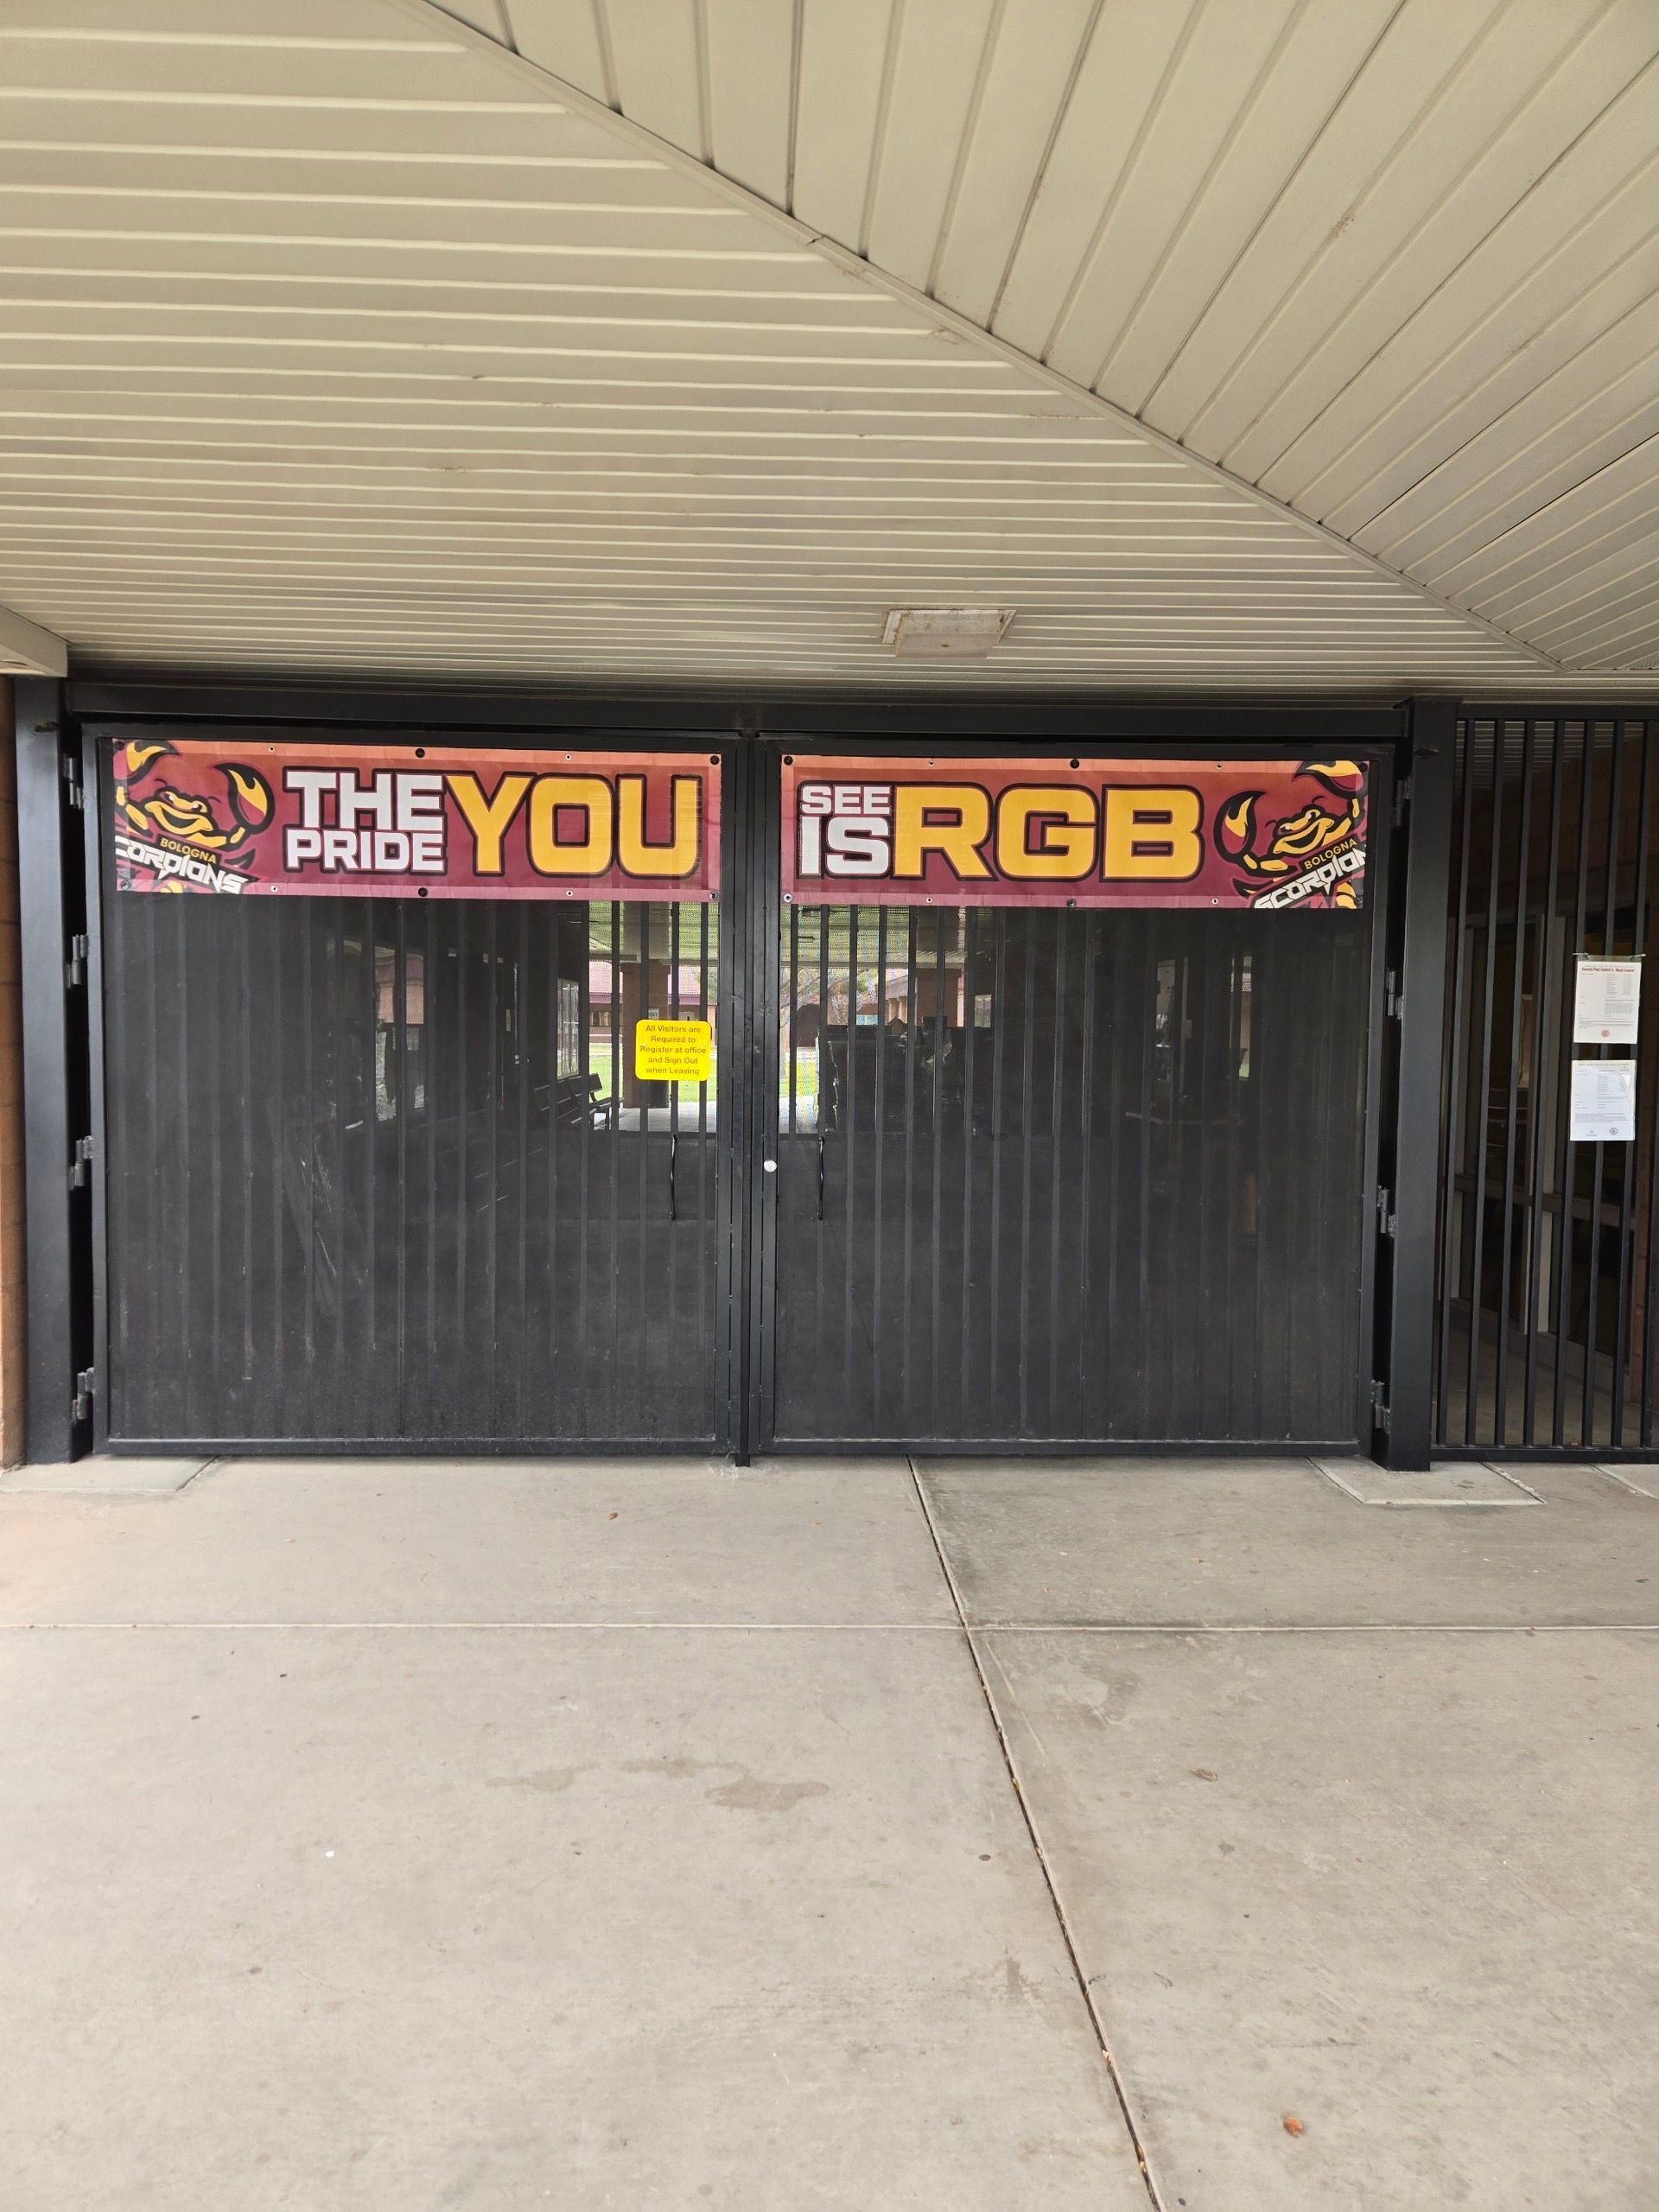 THE
PRIDE
YOU
BOLOGNA
SCORPIONS
SEE
IS
RGB
BOLOGNA
SCORPION
All Visitors are
Required to
Register at office
and Sign Out
when Leaving